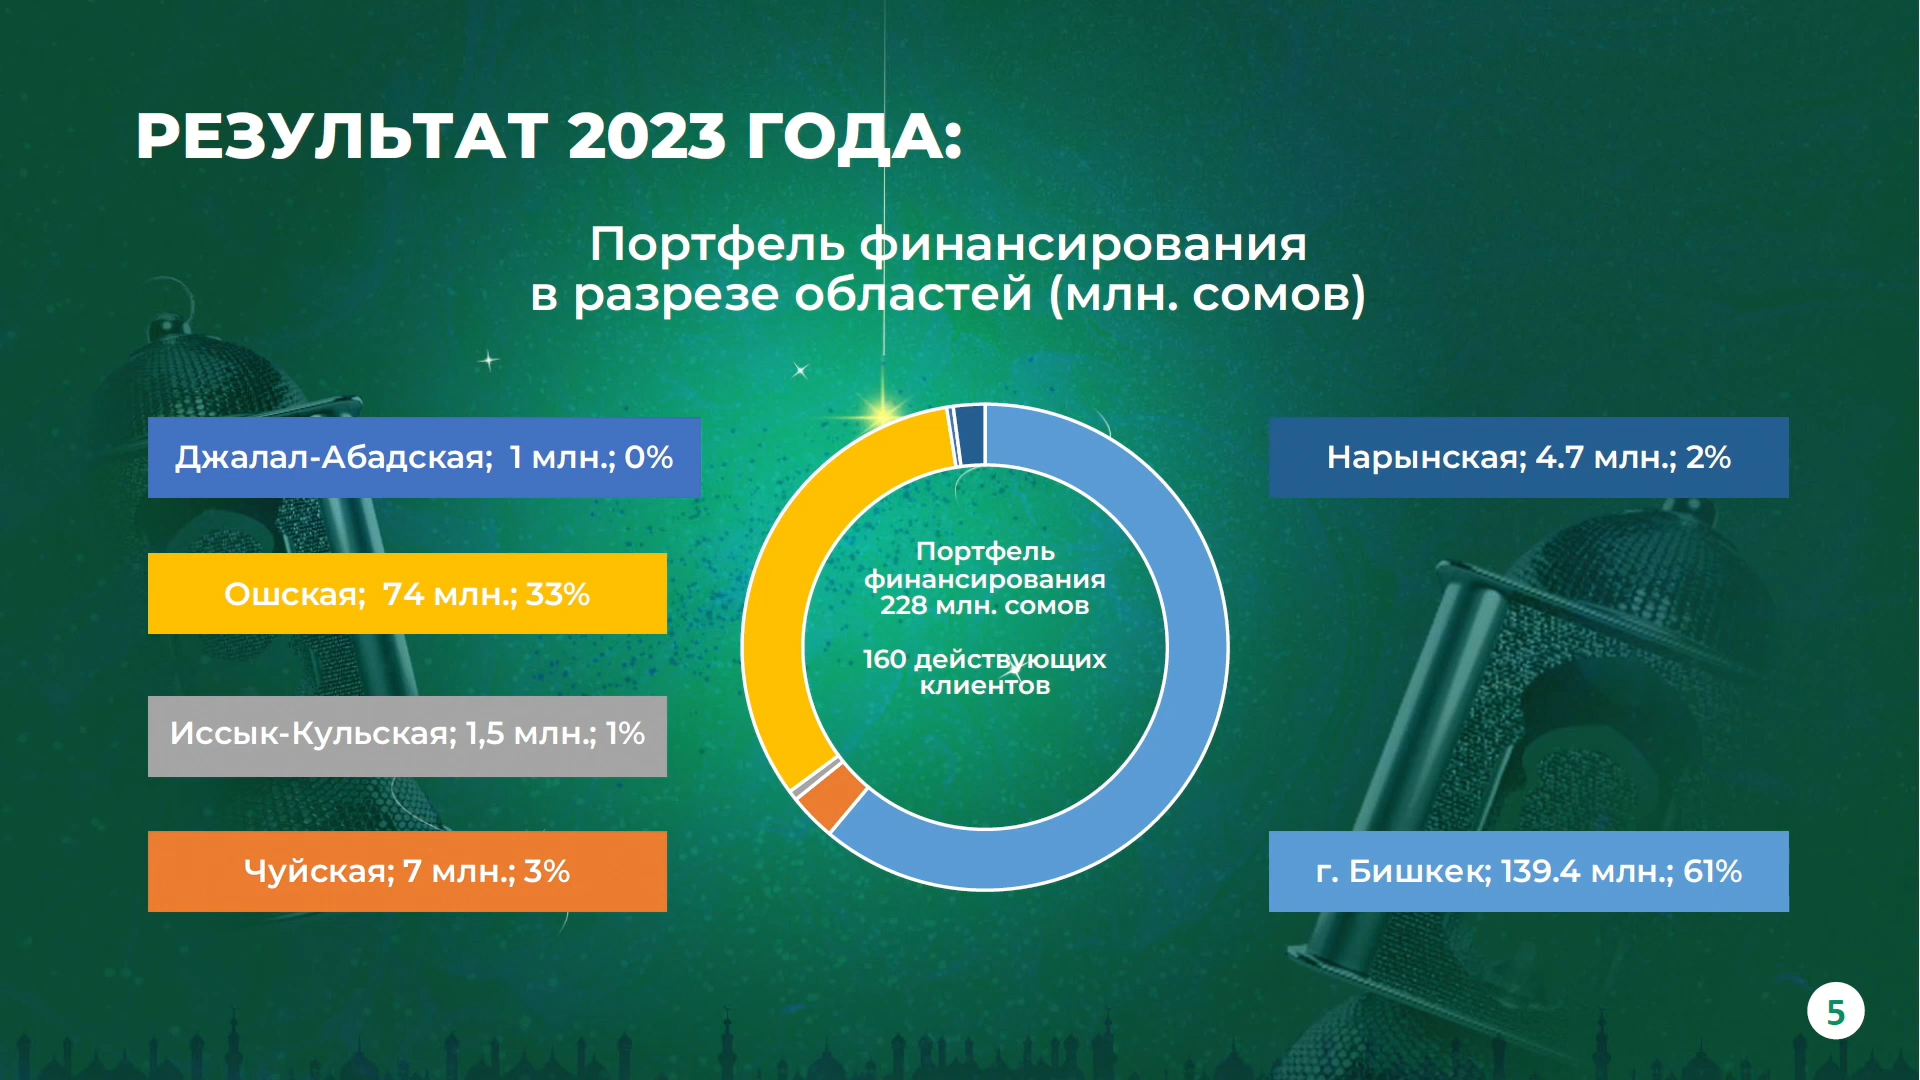 РЕЗУЛЬТАТ 2023 ГОДА:
Портфель финансирования
в разрезе областей (млн. сомов)
Джалал-Абадская; 1 млн.; 0%
Ошская; 74 млн.; 33%
Иссык-Кульская; 1,5 млн.; 1%
Чуйская; 7 млн.; 3%
Портфель
финансирования
228 млн. сомов
160 действующих
клиентов
Нарынская; 4.7 млн.; 2%
г. Бишкек; 139.4 млн.; 61%
5